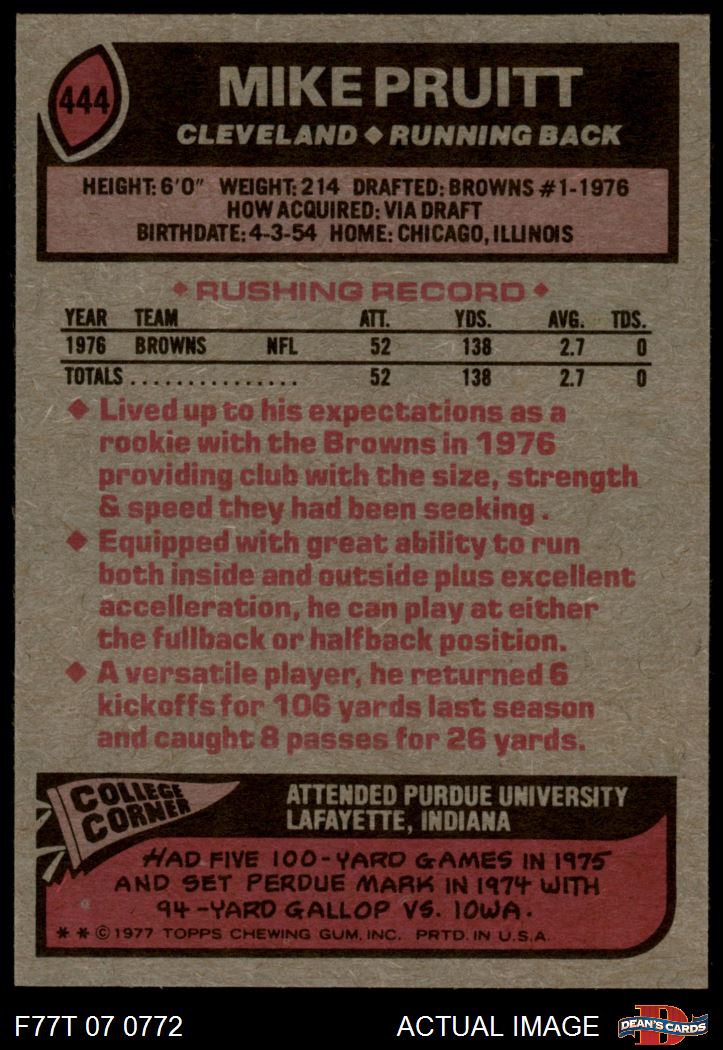 444
MIKE PRUITT
CLEVELAND ◆ RUNNING BACK
HEIGHT: 6'0" WEIGHT: 214 DRAFTED: BROWNS #1-1976
HOW ACQUIRED: VIA DRAFT
BIRTHDATE: 4-3-54 HOME: CHICAGO, ILLINOIS
◆ RUSHING RECORD ◆
YEAR TEAM ATT. YDS. AVG. TDS.
1976 BROWNS NFL 52 138 2.7 0
TOTALS ............... 52 138 2.7 0
◆ Lived up to his expectations as a
rookie with the Browns in 1976
providing club with the size, strength
& speed they had been seeking .
◆ Equipped with great ability to run
both inside and outside plus excellent
accelleration, he can play at either
the fullback or halfback position.
◆ A versatile player, he returned 6
kickoffs for 106 yards last season
and caught 8 passes for 26 yards.
COLLEGE
CORNER
ATTENDED PURDUE UNIVERSITY
LAFAYETTE, INDIANA
HAD FIVE 100-YARD GAMES IN 1975
AND SET PERDUE MARK IN 1974 WITH
94-YARD GALLOP VS. IOWA.
* * © 1977 TOPPS CHEWING GUM, INC. PRTD. IN U.S.A.
F77T 07 0772
ACTUAL IMAGE
D
DEAN'S CARDS